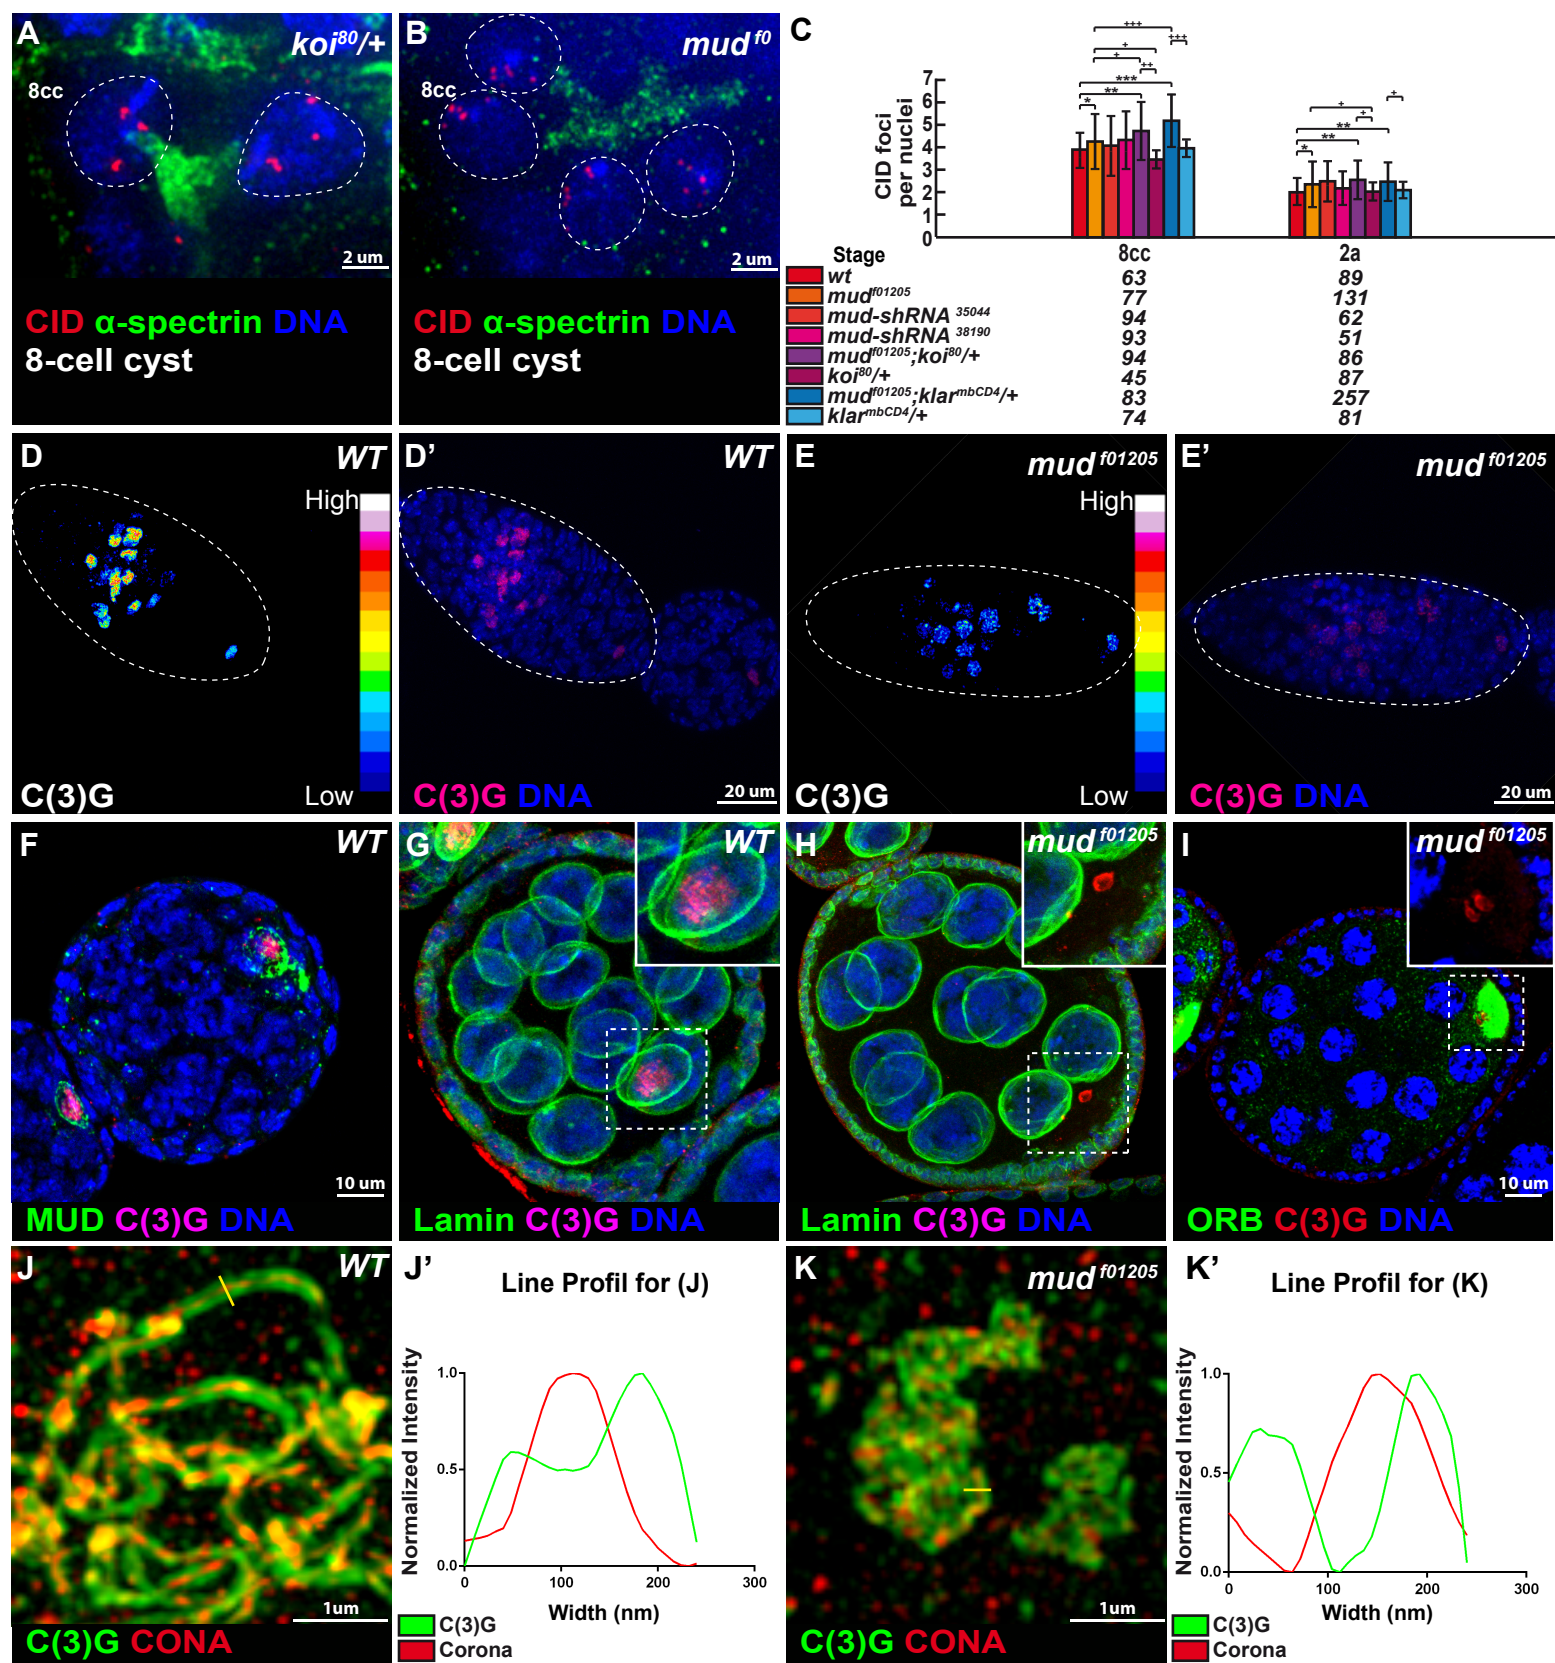 A
koi80/+
8cc
2 um
CID α-spectrin DNA
8-cell cyst
B
mud f0
8cc
2 um
CID α-spectrin DNA
8-cell cyst
C
+++
+
+++
+
++
***
**
*
+
+
+
**
**
*
CID foci
per nuclei
7
6
5
4
3
2
1
0
Stage 8cc 2a
wt 63 89
mudf01205 77 131
mud-shRNA 35044 94 62
mud-shRNA 38190 93 51
mudf01205;koi80/+ 94 86
koi80/+ 45 87
mudf01205;klarmbCD4/+ 83 257
klarmbCD4/+ 74 81
D
WT
High
Low
C(3)G
D’
WT
C(3)G DNA
20 um
E
mud f01205
High
Low
C(3)G
E’
mud f01205
C(3)G DNA
20 um
F
WT
10 um
MUD C(3)G DNA
G
WT
Lamin C(3)G DNA
H
mud f01205
Lamin C(3)G DNA
I
mud f01205
10 um
ORB C(3)G DNA
J
WT
1um
C(3)G CONA
J’
Line Profil for (J)
Normalized Intensity
1.0
0.5
0.0
0 100 200 300
Width (nm)
C(3)G
Corona
K
mud f01205
1um
C(3)G CONA
K’
Line Profil for (K)
Normalized Intensity
1.0
0.5
0.0
0 100 200 300
Width (nm)
C(3)G
Corona